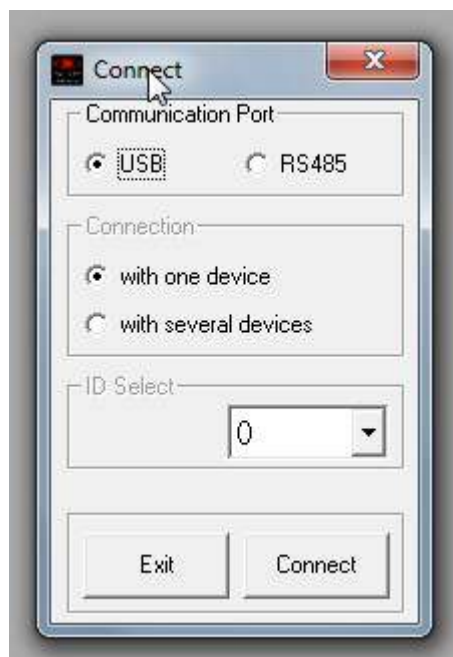 Connect
Communication Port
USB RS485
Connection
with one device
with several devices
ID Select
0
Exit Connect